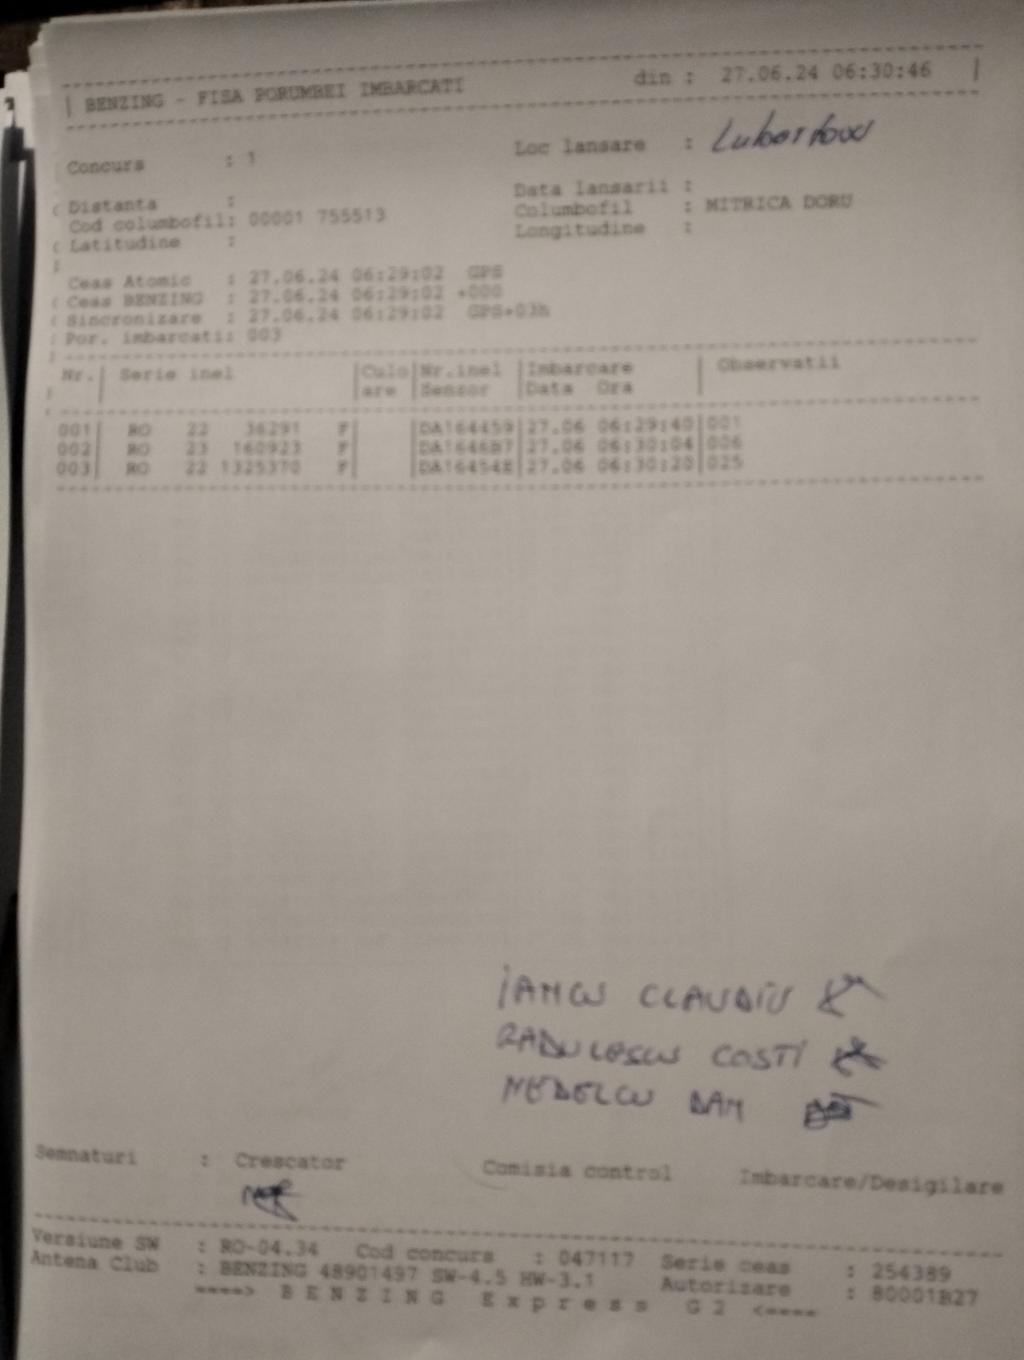 BENZING - FISA PORUMBEI IMBARCATI din : 27.06.24 06:30:46
Concurs : 1 Loc lansare :
Distanta : Data lansarii :
Cod columbofil: 00001 755513 Columbofil : MITRICA DORU
Latitudine : Longitudine :
Ceas Atomic : 27.06.24 06:29:02 GPS
Ceas BENZING : 27.06.24 06:29:02 +000
Sincronizare : 27.06.24 06:29:02 GPS+03h
Por. imbarcati: 003
Nr.| Serie inel |Culo|Nr.inel|Imbarcare | Observatii
| |are |Senzor |Data Ora |
001| RO 22 36291 F| |DA164459|27.06 06:29:40|001
002| RO 23 160923 F| |DA1646B7|27.06 06:30:04|006
003| RO 22 1325370 F| |DA16454E|27.06 06:30:20|025
IANCU CLAUDIU
RADULESCU COSTI
NEDELCU DAN
Semnaturi : Crescator Comisia control Imbarcare/Desigilare
Versiune SW : RO-04.34 Cod concurs : 047117 Serie ceas : 254389
Antena Club : BENZING 48901497 SW-4.5 HW-3.1 Autorizare : 80001B27
====> B E N Z I N G E x p r e s s G 2 <====